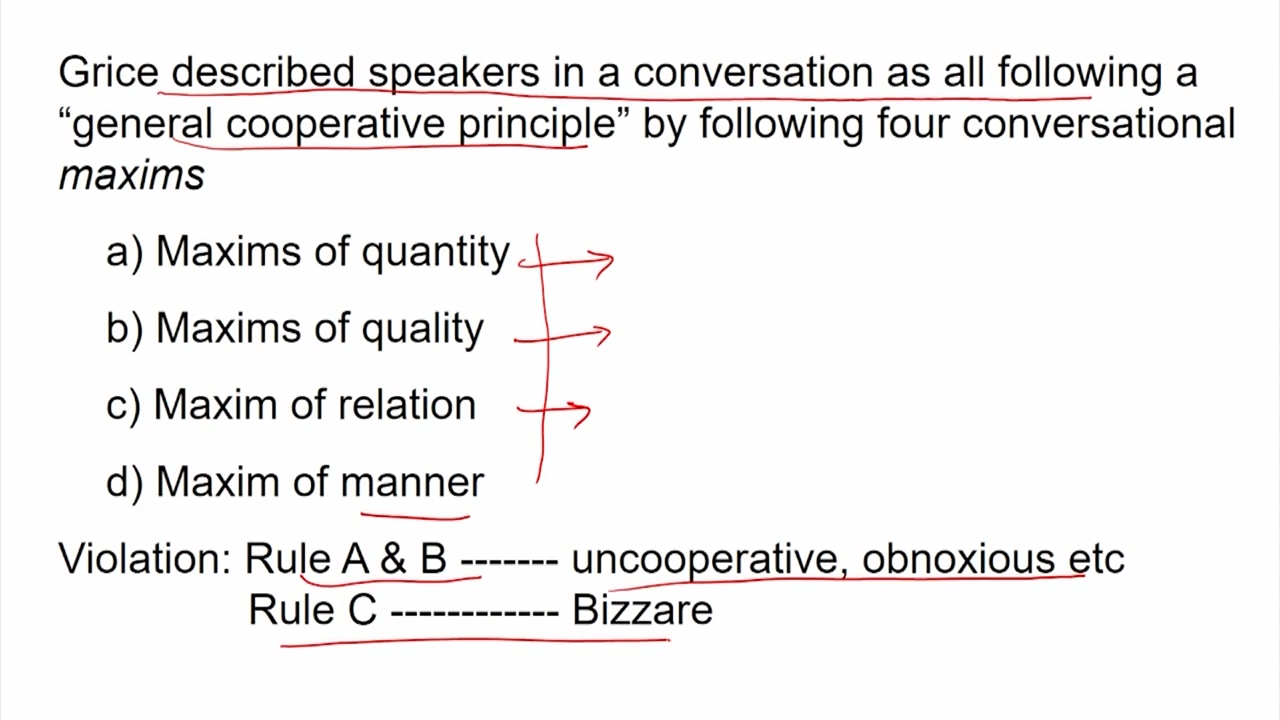 Grice described speakers in a conversation as all following a
“general cooperative principle” by following four conversational
maxims
a) Maxims of quantity
b) Maxims of quality
c) Maxim of relation
d) Maxim of manner
Violation: Rule A & B ------- uncooperative, obnoxious etc
Rule C ------------ Bizzare